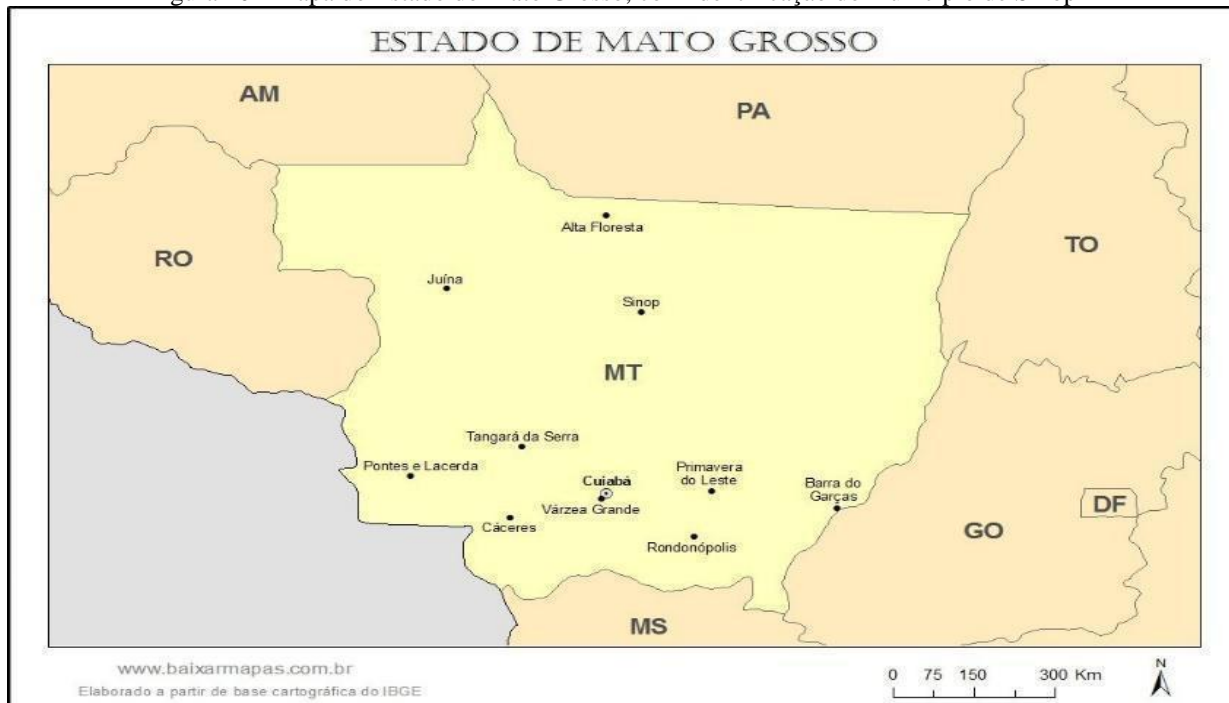 ESTADO DE MATO GROSSO
AM
PA
RO
TO
Alta Floresta
Juína
Sinop
MT
Tangará da Serra
Pontes e Lacerda
Cuiabá
Primavera
do Leste
Barra do
Garças
Várzea Grande
Cáceres
Rondonópolis
DF
GO
MS
www.baixarmapas.com.br
Elaborado a partir de base cartográfica do IBGE
0 75 150 300 Km
N